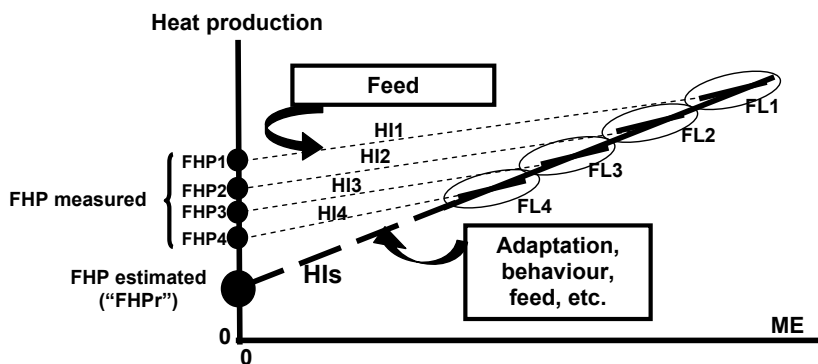 Heat production
Feed
HI1
FL1
HI2
FL2
FHP1
FHP measured
FHP2
HI3
FL3
FHP3
HI4
FL4
FHP4
FHP estimated
(“FHPr”)
HIs
Adaptation,
behaviour,
feed, etc.
ME
0
0